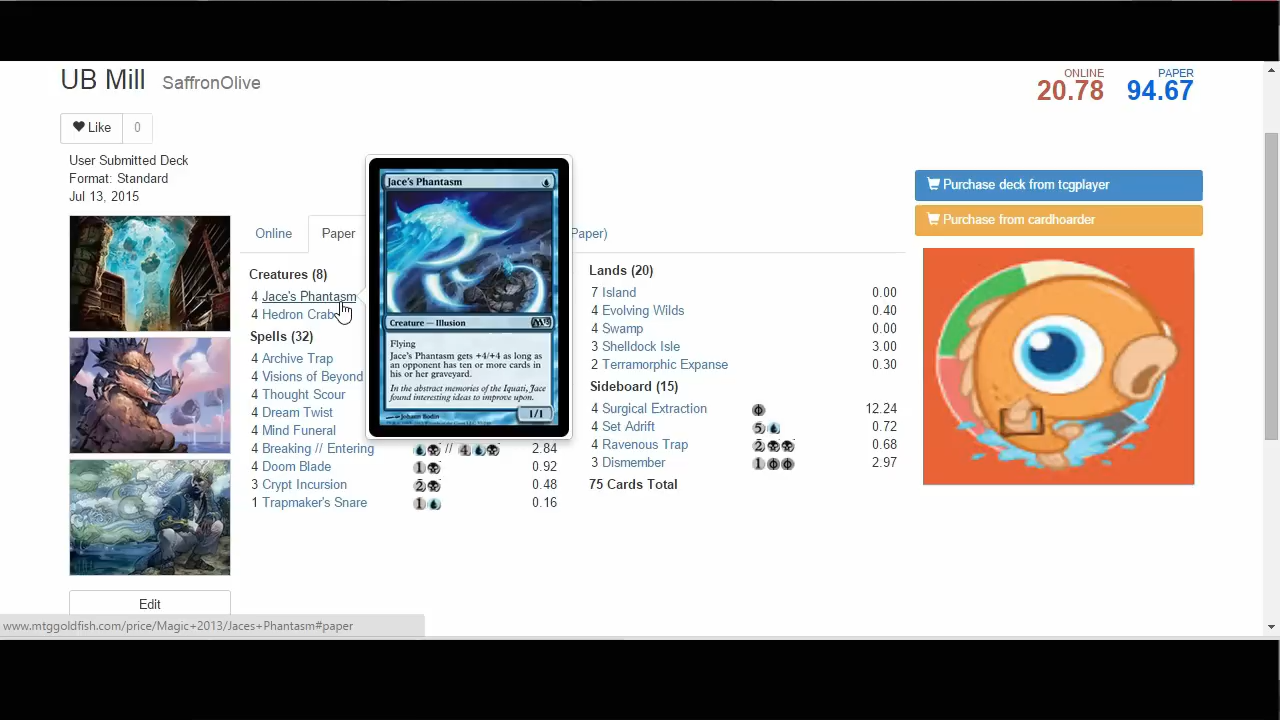 UB Mill SaffronOlive
ONLINE
20.78
PAPER
94.67
Like 0
User Submitted Deck
Format: Standard
Jul 13, 2015
Purchase deck from tcgplayer
Purchase from cardhoarder
Online Paper Paper)
Creatures (8)
4 Jace's Phantasm
4 Hedron Crab
Spells (32)
4 Archive Trap
4 Visions of Beyond
4 Thought Scour
4 Dream Twist
4 Mind Funeral
4 Breaking // Entering // 4 2.84
4 Doom Blade 1 0.92
3 Crypt Incursion 2 0.48
1 Trapmaker's Snare 1 0.16
Jace's Phantasm
Creature — Illusion
Flying
Jace's Phantasm gets +4/+4 as long as
an opponent has ten or more cards in
his or her graveyard.
In the abstract memories of the Iquati, Jace
found interesting ideas to improve upon.
Johann Bodin
1/1
Lands (20)
7 Island 0.00
4 Evolving Wilds 0.40
4 Swamp 0.00
3 Shelldock Isle 3.00
2 Terramorphic Expanse 0.30
Sideboard (15)
4 Surgical Extraction 12.24
4 Set Adrift 5 0.72
4 Ravenous Trap 2 0.68
3 Dismember 1 2.97
75 Cards Total
Edit
www.mtggoldfish.com/price/Magic+2013/Jaces+Phantasm#paper